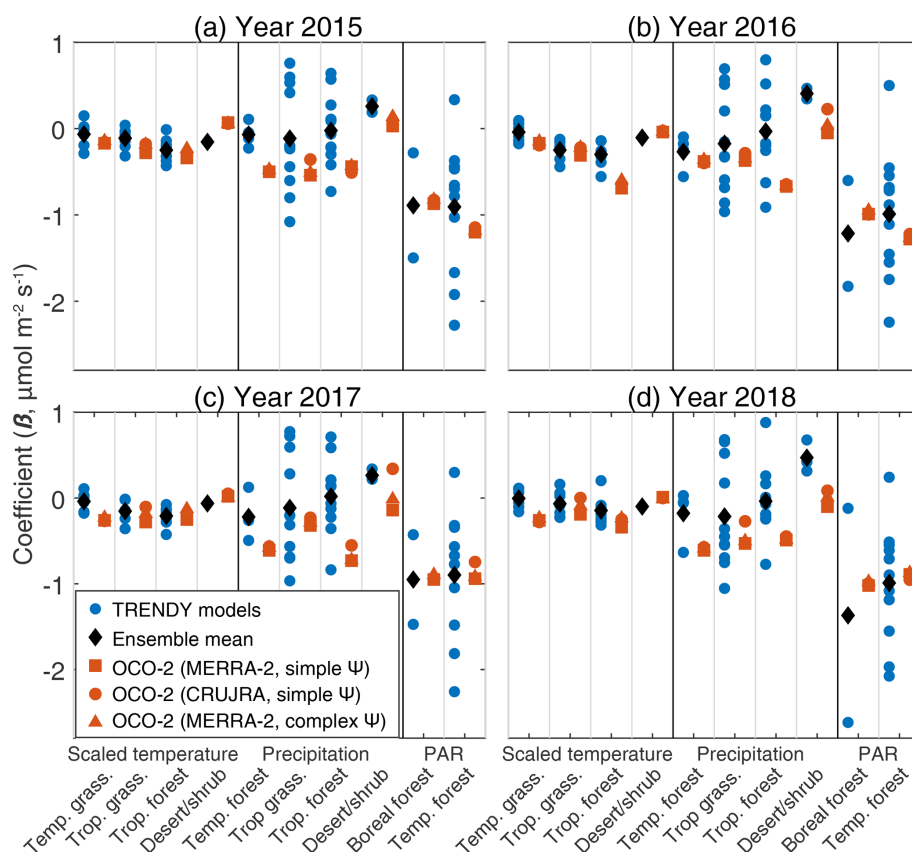 (a) Year 2015
(b) Year 2016
1
0
-1
-2
(c) Year 2017
(d) Year 2018
1
0
-1
-2
Coefficient (ß, μmol m⁻² s⁻¹)
TRENDY models
Ensemble mean
OCO-2 (MERRA-2, simple Ψ)
OCO-2 (CRUJRA, simple Ψ)
OCO-2 (MERRA-2, complex Ψ)
Scaled temperature
Precipitation
PAR
Scaled temperature
Precipitation
PAR
Temp. grass.
Trop. grass.
Trop. forest
Desert/shrub
Temp. forest
Trop grass.
Trop. forest
Desert/shrub
Boreal forest
Temp. forest
Temp. grass.
Trop. grass.
Trop. forest
Desert/shrub
Temp. forest
Trop grass.
Trop. forest
Desert/shrub
Boreal forest
Temp. forest